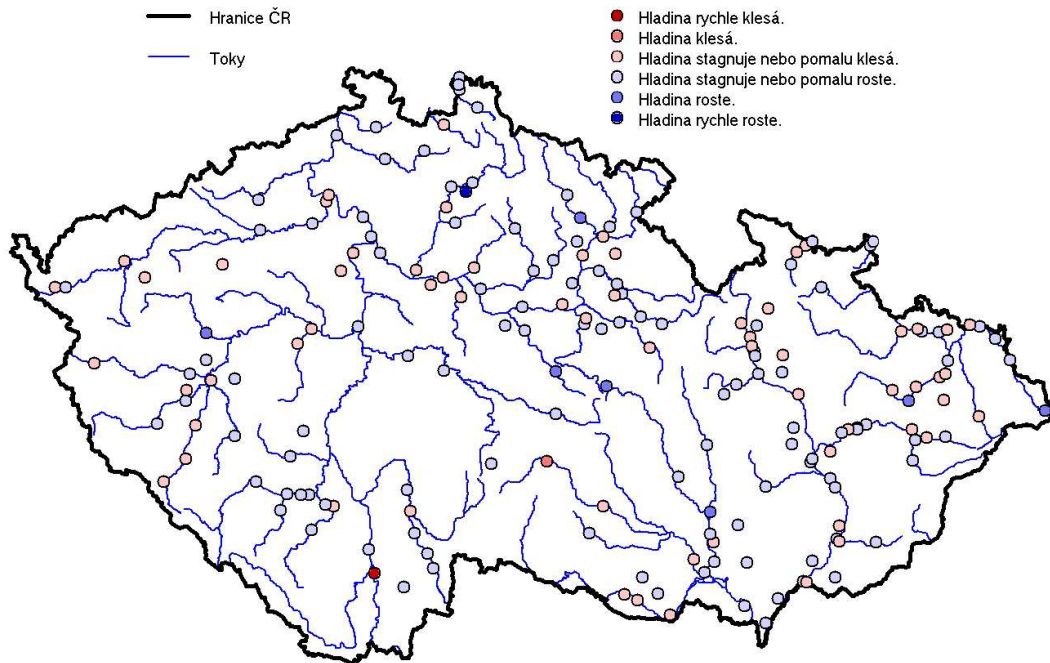 Hranice ČR
Toky
Hladina rychle klesá.
Hladina klesá.
Hladina stagnuje nebo pomalu klesá.
Hladina stagnuje nebo pomalu roste.
Hladina roste.
Hladina rychle roste.